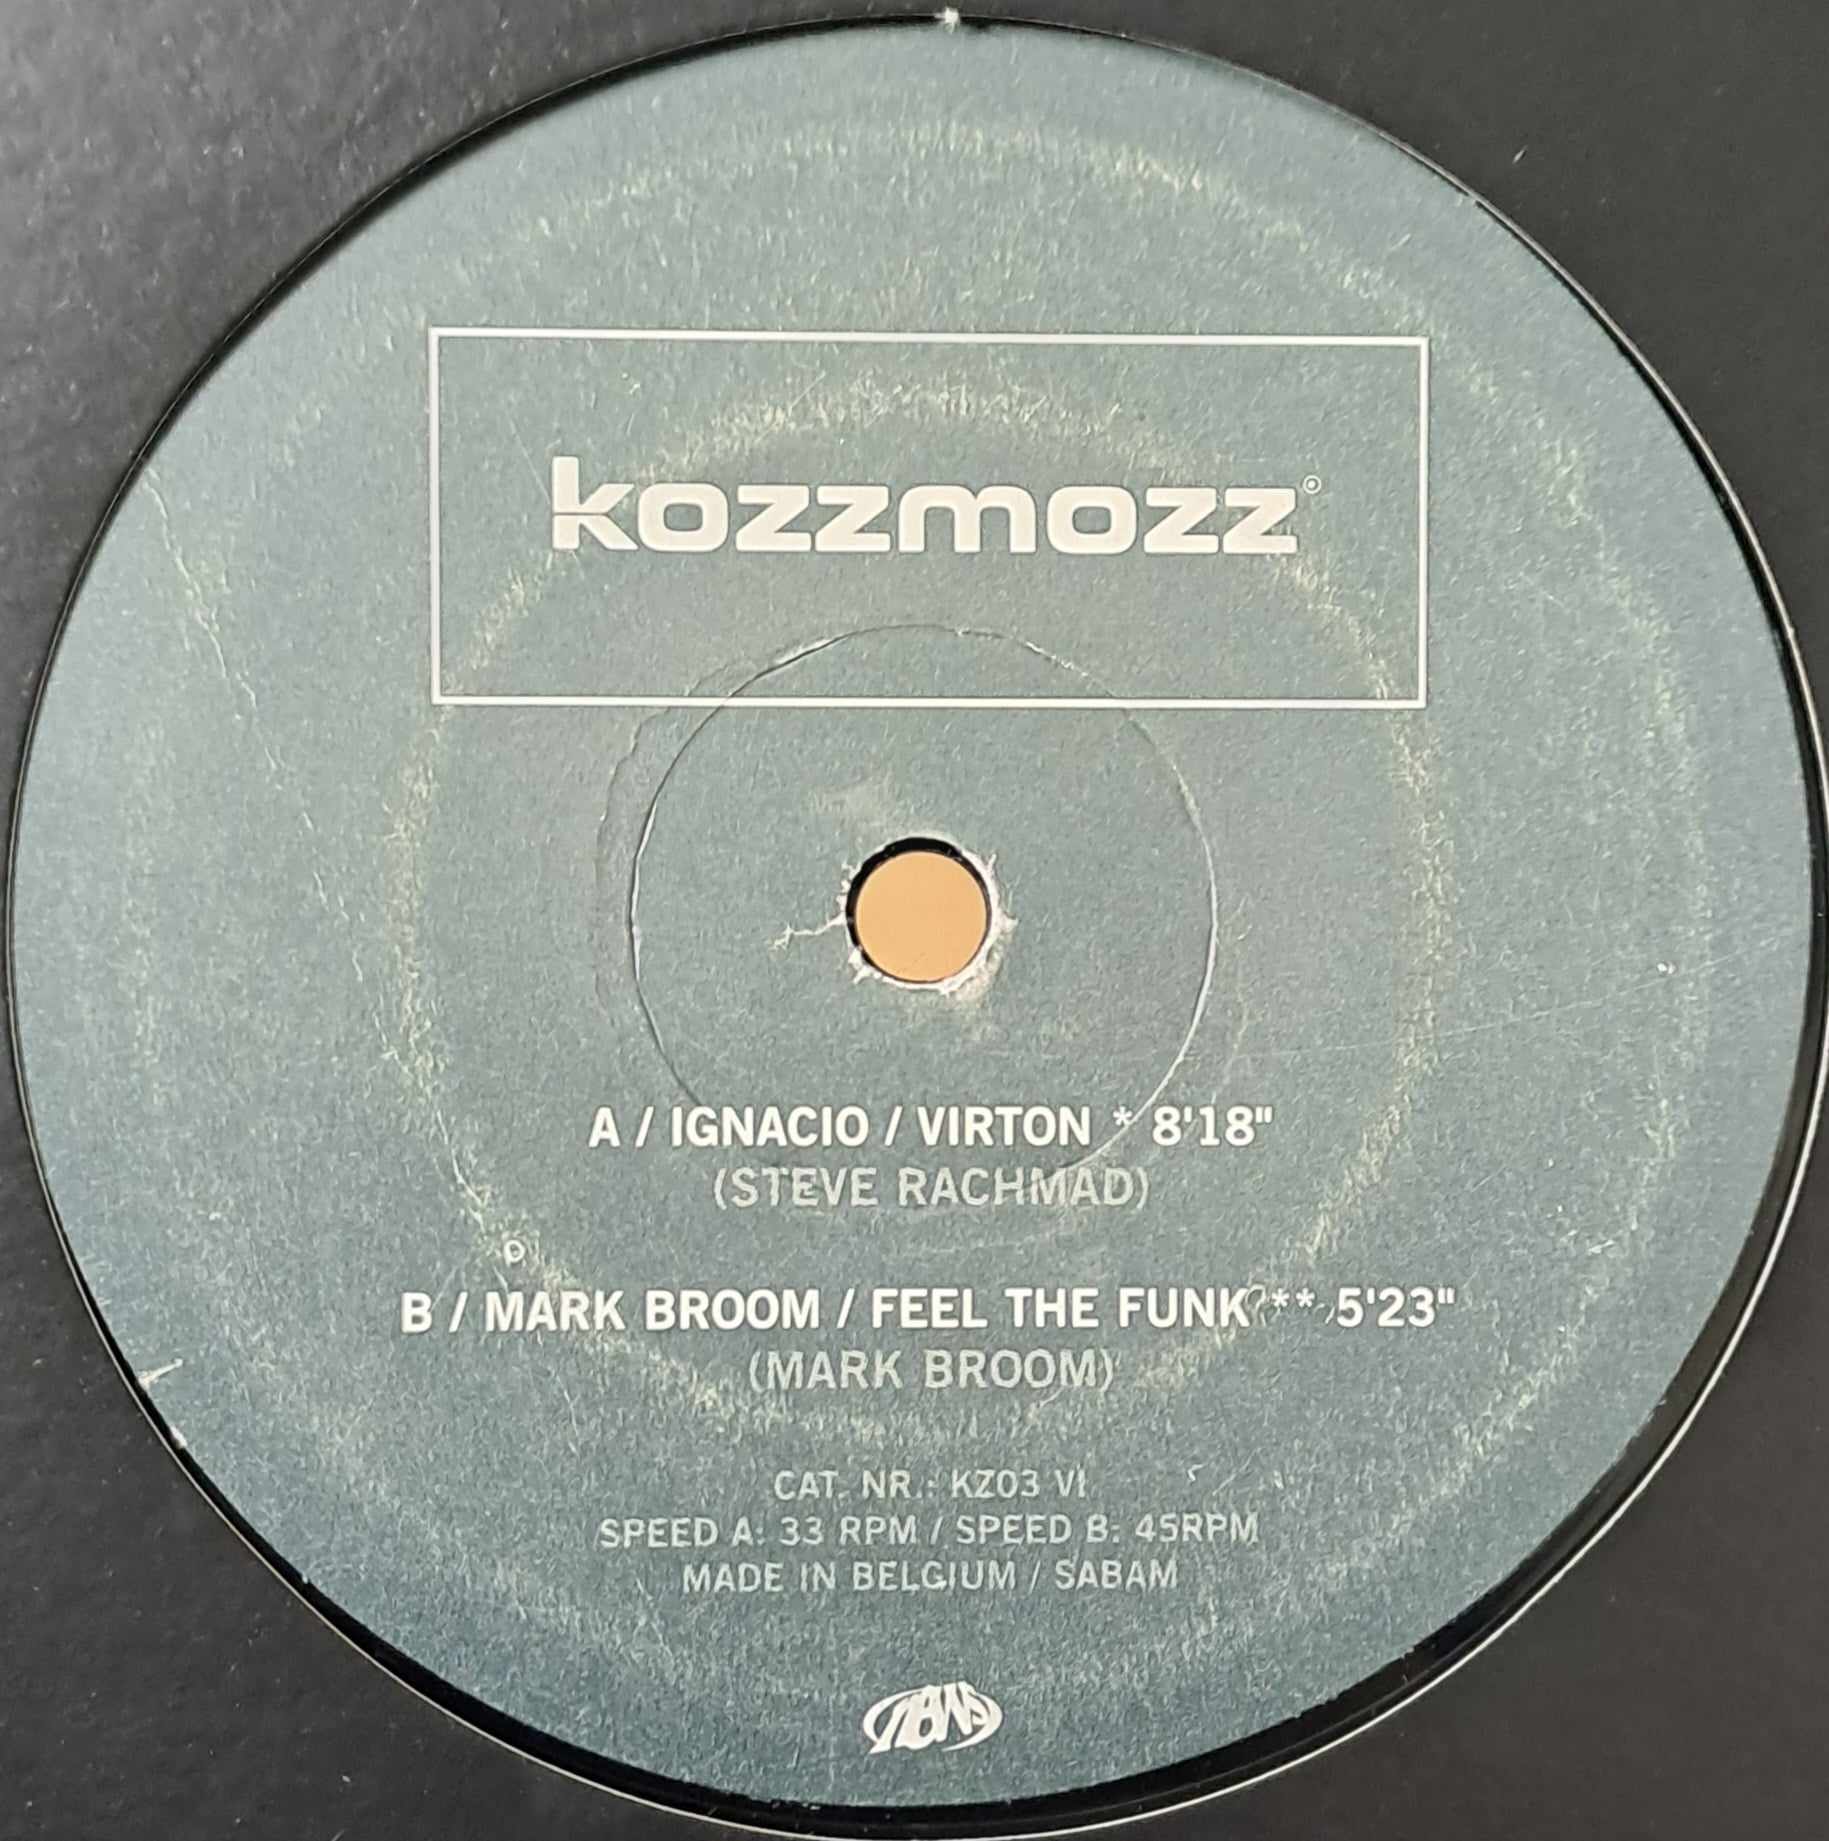 kozzmozz
A / IGNACIO / VIRTON * 8'18"
(STEVE RACHMAD)
B / MARK BROOM / FEEL THE FUNK ** 5'23"
(MARK BROOM)
CAT. NR.: KZ03 VI
SPEED A: 33 RPM / SPEED B: 45RPM
MADE IN BELGIUM / SABAM